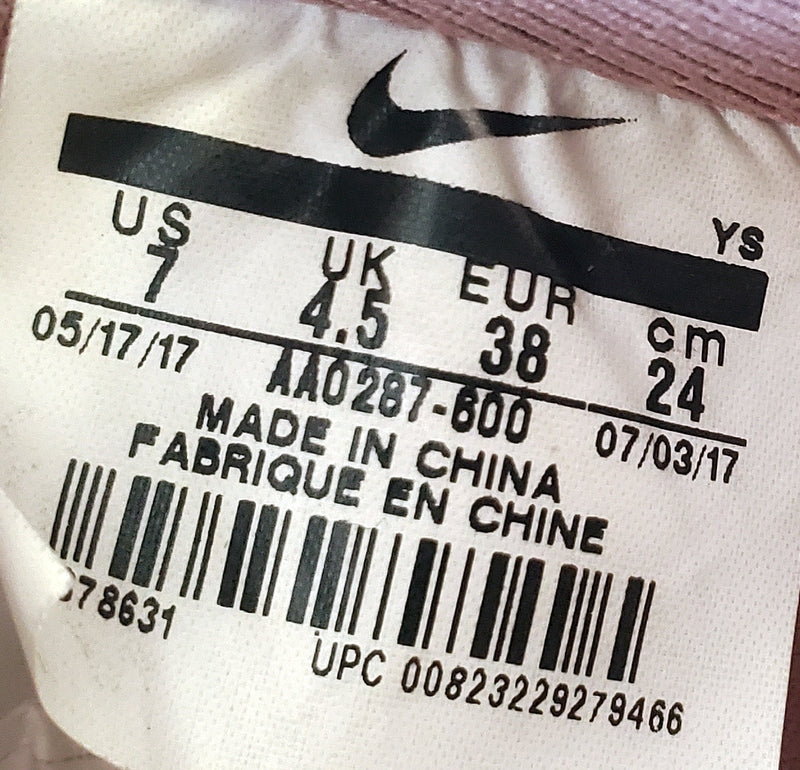 YS
US UK EUR cm
7 4.5 38 24
05/17/17 AA0287-600 07/03/17
MADE IN CHINA
FABRIQUE EN CHINE
78631
UPC 00823229279466